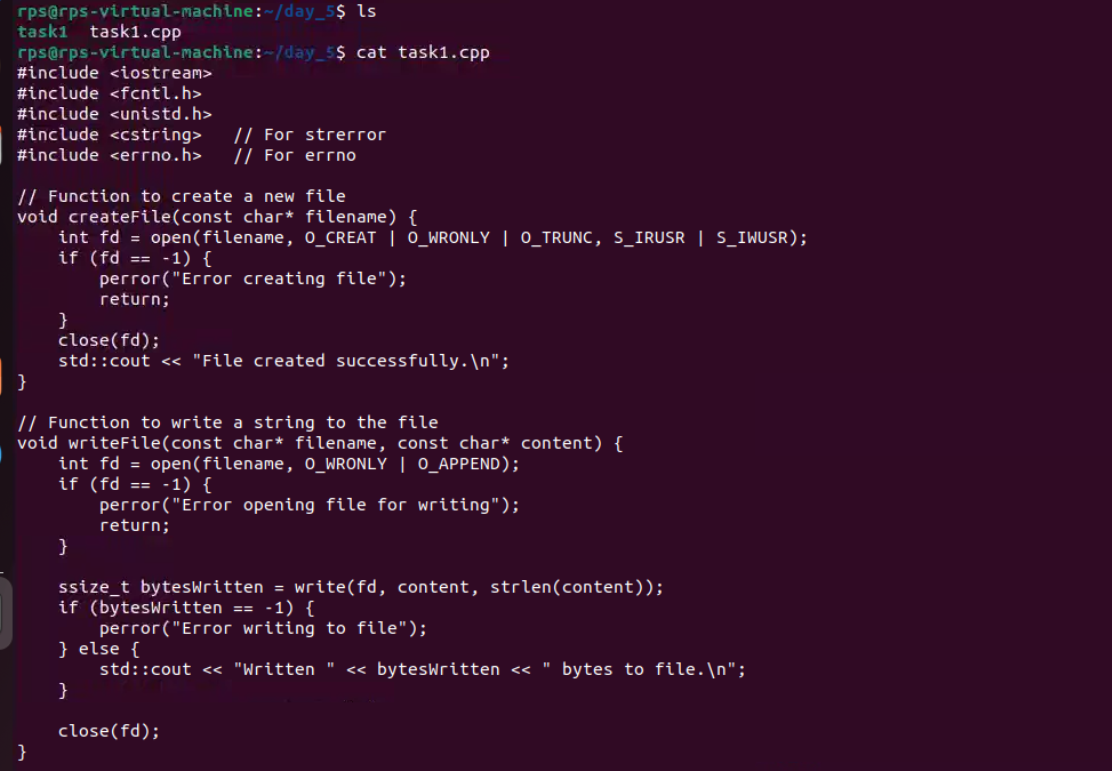 rps@rps-virtual-machine:~/day_5$ ls
task1  task1.cpp
rps@rps-virtual-machine:~/day_5$ cat task1.cpp
#include <iostream>
#include <fcntl.h>
#include <unistd.h>
#include <cstring>   // For strerror
#include <errno.h>   // For errno

// Function to create a new file
void createFile(const char* filename) {
    int fd = open(filename, O_CREAT | O_WRONLY | O_TRUNC, S_IRUSR | S_IWUSR);
    if (fd == -1) {
        perror("Error creating file");
        return;
    }
    close(fd);
    std::cout << "File created successfully.\n";
}

// Function to write a string to the file
void writeFile(const char* filename, const char* content) {
    int fd = open(filename, O_WRONLY | O_APPEND);
    if (fd == -1) {
        perror("Error opening file for writing");
        return;
    }

    ssize_t bytesWritten = write(fd, content, strlen(content));
    if (bytesWritten == -1) {
        perror("Error writing to file");
    } else {
        std::cout << "Written " << bytesWritten << " bytes to file.\n";
    }

    close(fd);
}